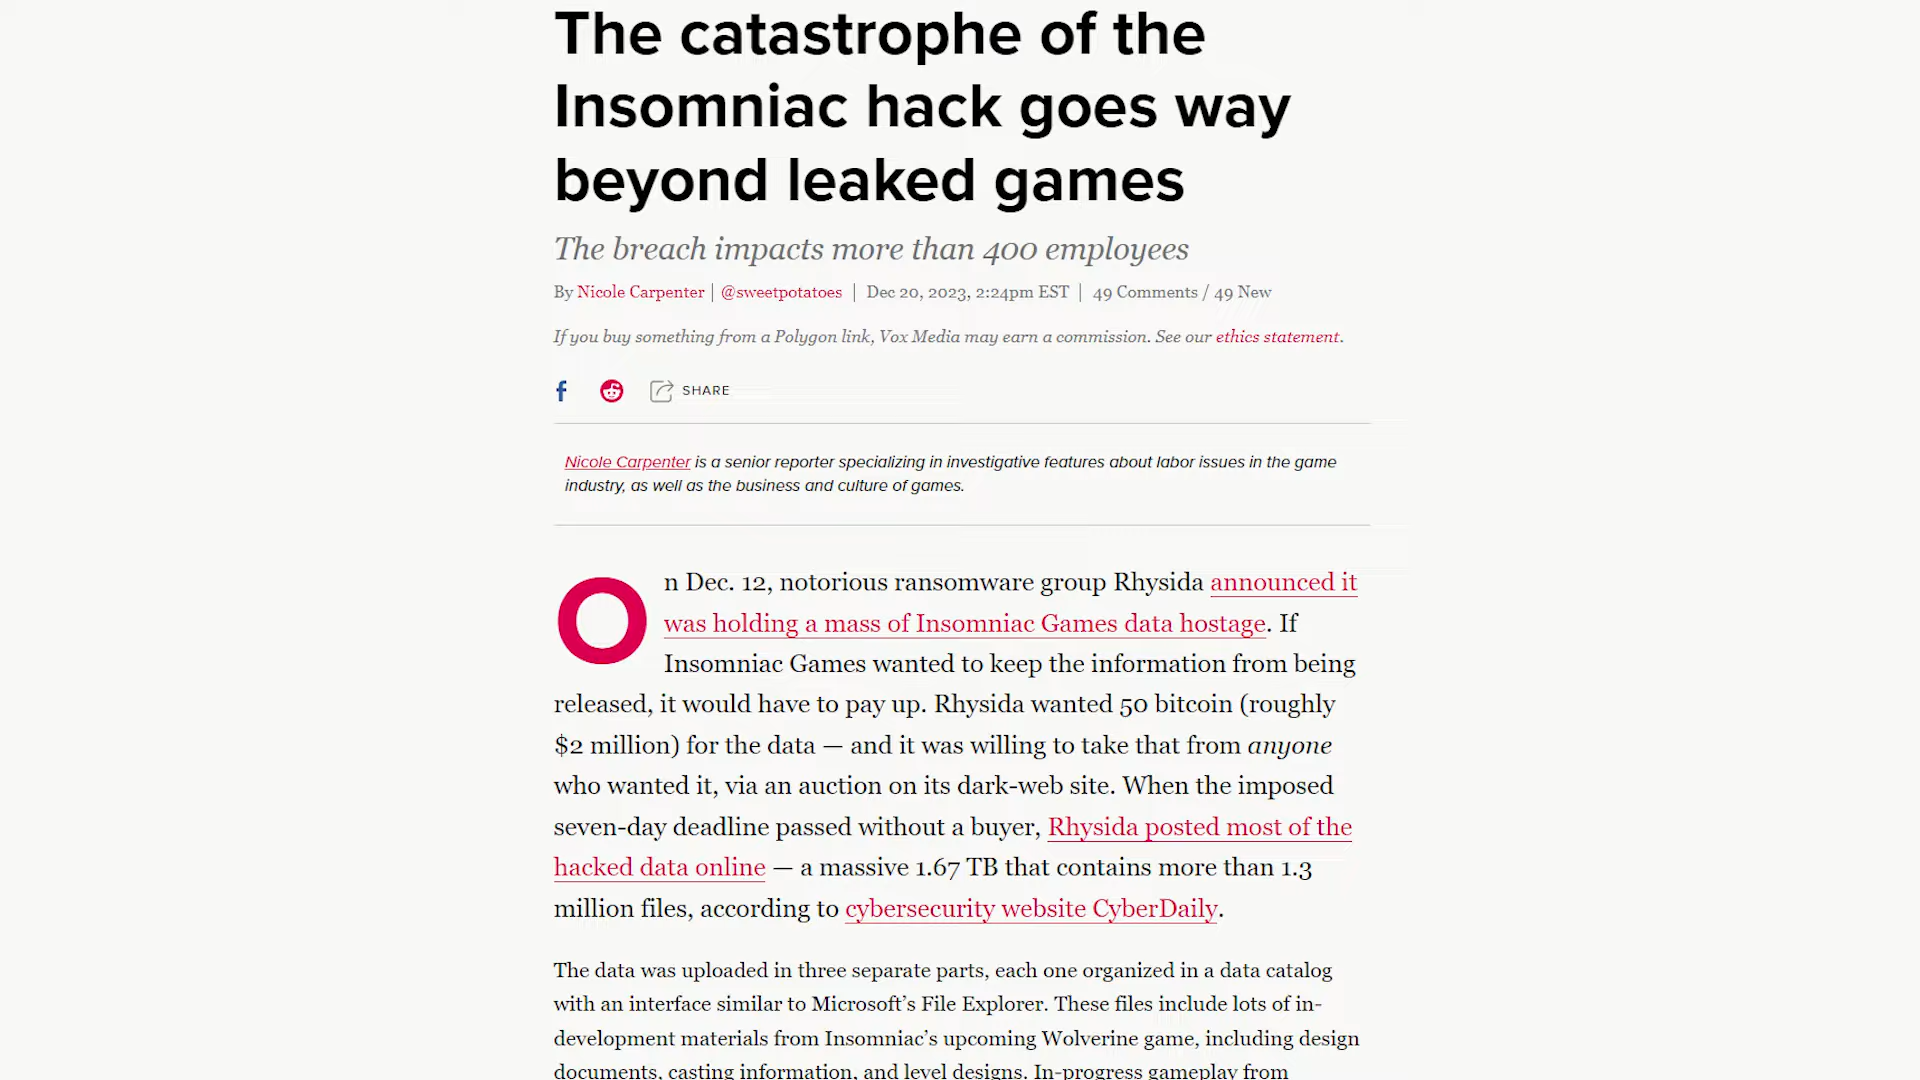 The catastrophe of the
Insomniac hack goes way
beyond leaked games
The breach impacts more than 400 employees
By Nicole Carpenter | @sweetpotatoes | Dec 20, 2023, 2:24pm EST | 49 Comments / 49 New
If you buy something from a Polygon link, Vox Media may earn a commission. See our ethics statement.
f SHARE
Nicole Carpenter is a senior reporter specializing in investigative features about labor issues in the game
industry, as well as the business and culture of games.
On Dec. 12, notorious ransomware group Rhysida announced it
was holding a mass of Insomniac Games data hostage. If
Insomniac Games wanted to keep the information from being
released, it would have to pay up. Rhysida wanted 50 bitcoin (roughly
$2 million) for the data — and it was willing to take that from anyone
who wanted it, via an auction on its dark-web site. When the imposed
seven-day deadline passed without a buyer, Rhysida posted most of the
hacked data online — a massive 1.67 TB that contains more than 1.3
million files, according to cybersecurity website CyberDaily.
The data was uploaded in three separate parts, each one organized in a data catalog
with an interface similar to Microsoft's File Explorer. These files include lots of in-
development materials from Insomniac's upcoming Wolverine game, including design
documents, casting information, and level designs. In-progress gameplay from